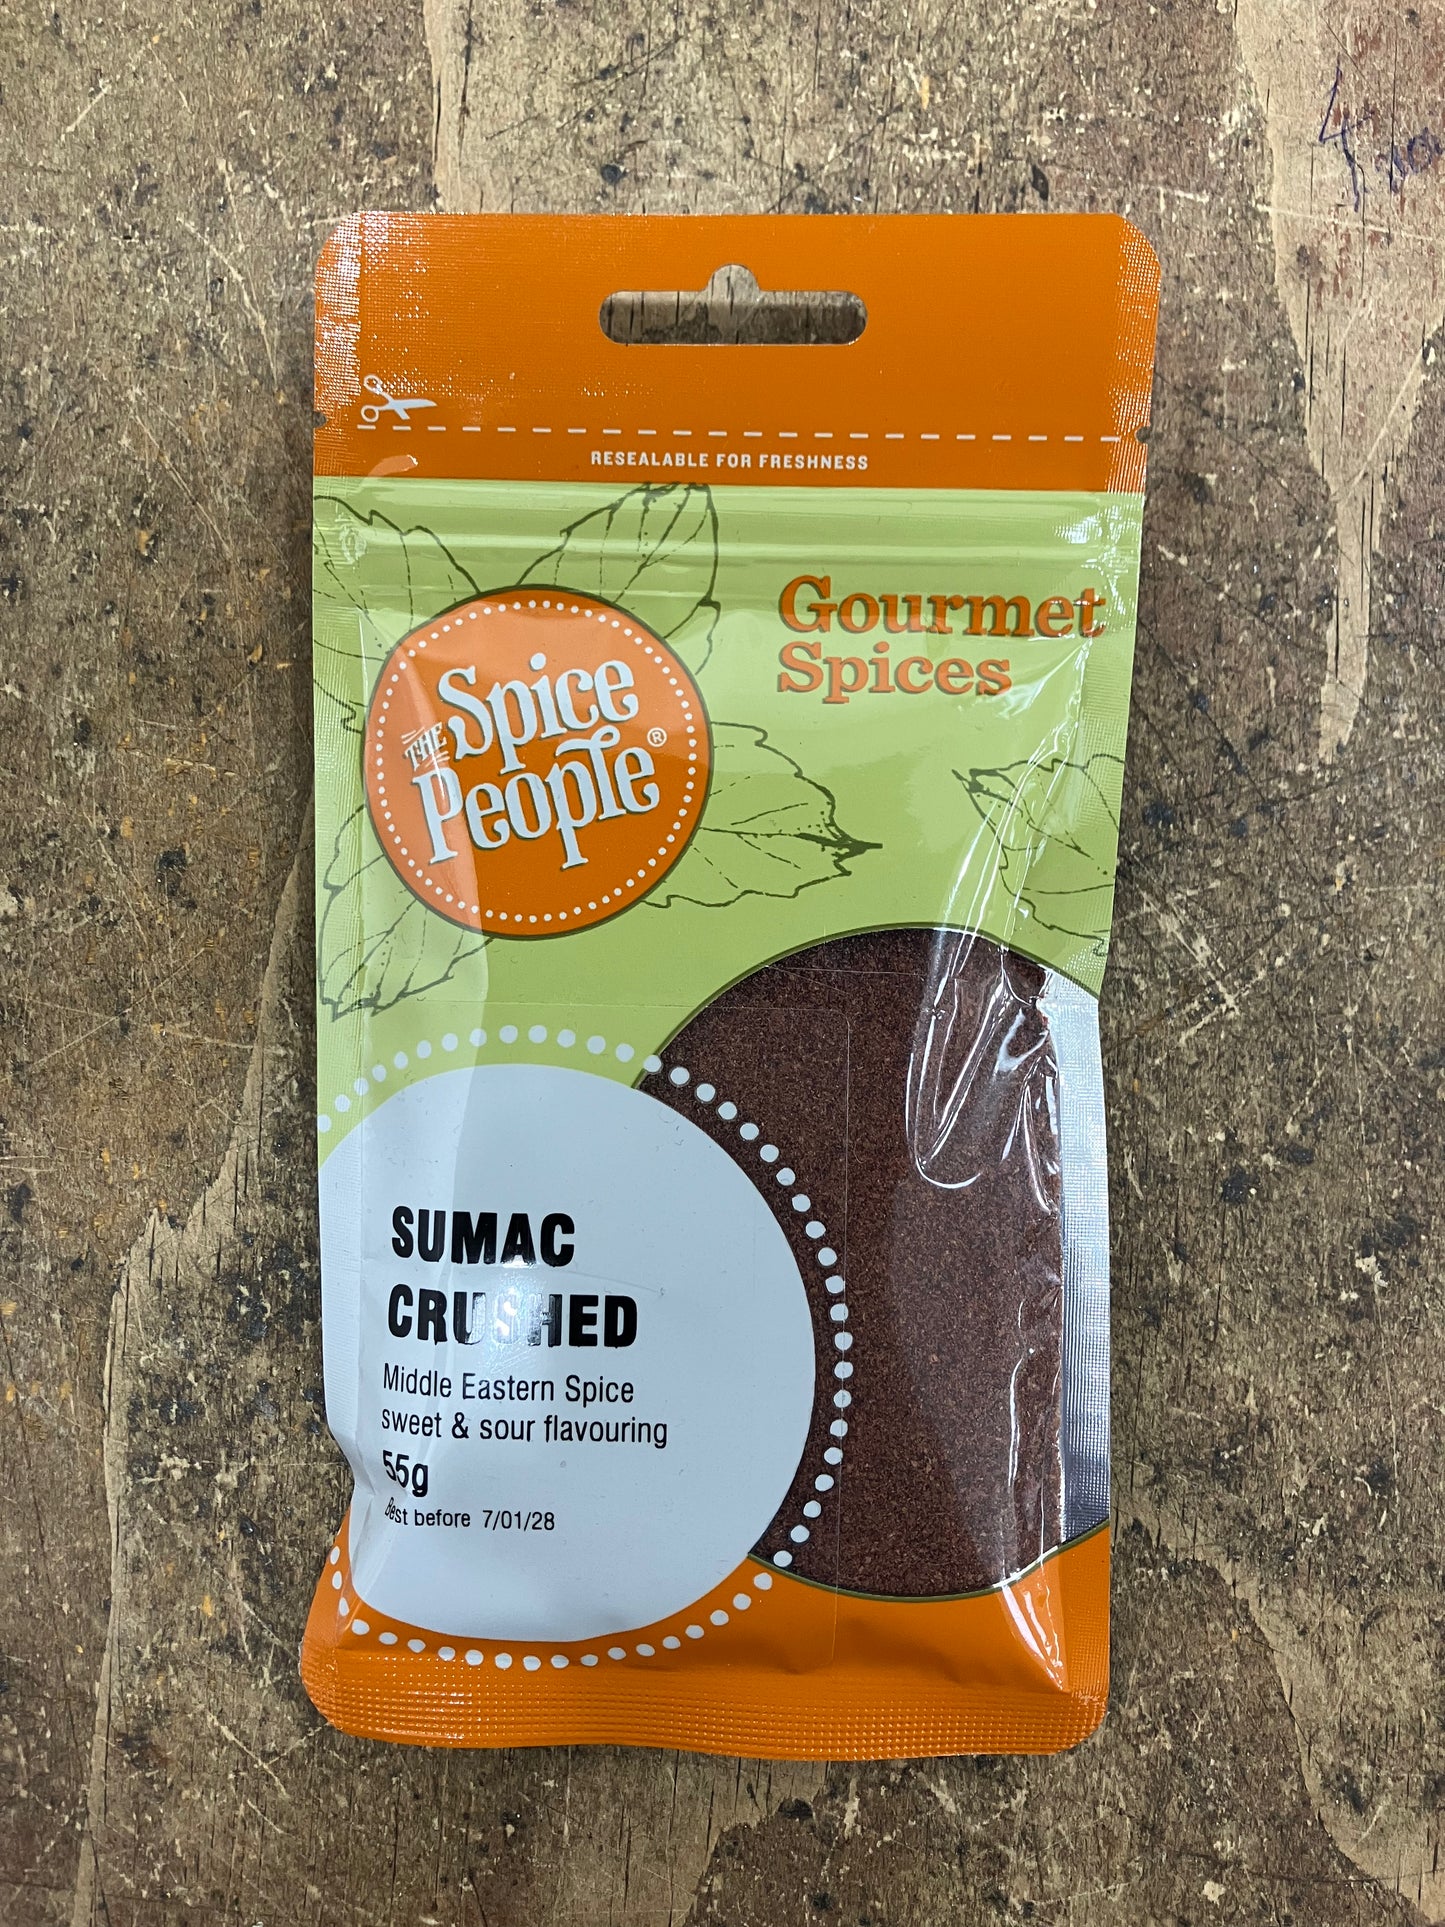 RESEALABLE FOR FRESHNESS
Gourmet
Spices
THE Spice
People®
SUMAC
CRUSHED
Middle Eastern Spice
sweet & sour flavouring
55g
Best before 7/01/28